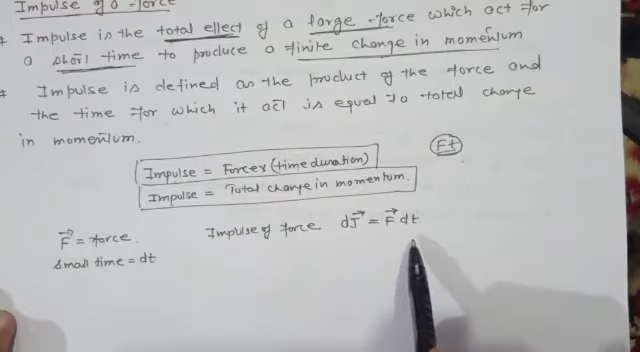 Impulse of a Force
* Impulse is the total effect of a large force which act for
a short time to produce a finite change in momentum
* Impulse is defined as the product of the force and
the time for which it act is equal to total change
in momentum.
Ft
Impulse = Force x (time duration)
Impulse = Total change in momentum.
F⃗ = force. Impulse of force dJ⃗ = F⃗ dt
small time = dt